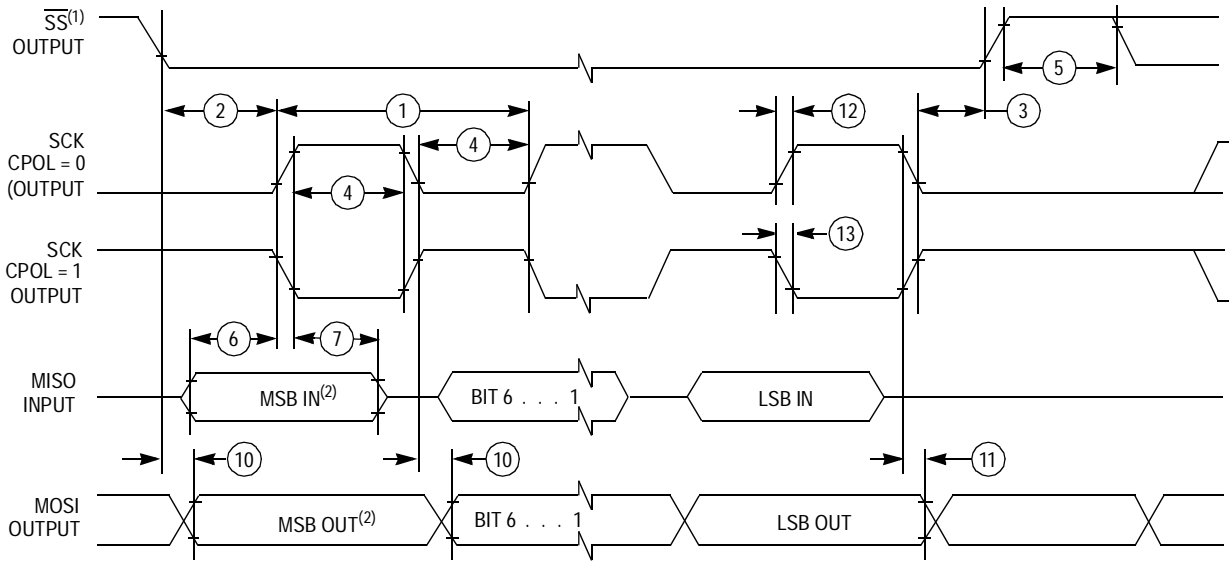 SS(1)
OUTPUT
5
2
1
12
3
SCK
CPOL = 0
(OUTPUT
4
4
SCK
CPOL = 1
OUTPUT
13
6
7
MISO
INPUT
MSB IN(2)
BIT 6 . . . 1
LSB IN
10
10
11
MOSI
OUTPUT
MSB OUT(2)
BIT 6 . . . 1
LSB OUT